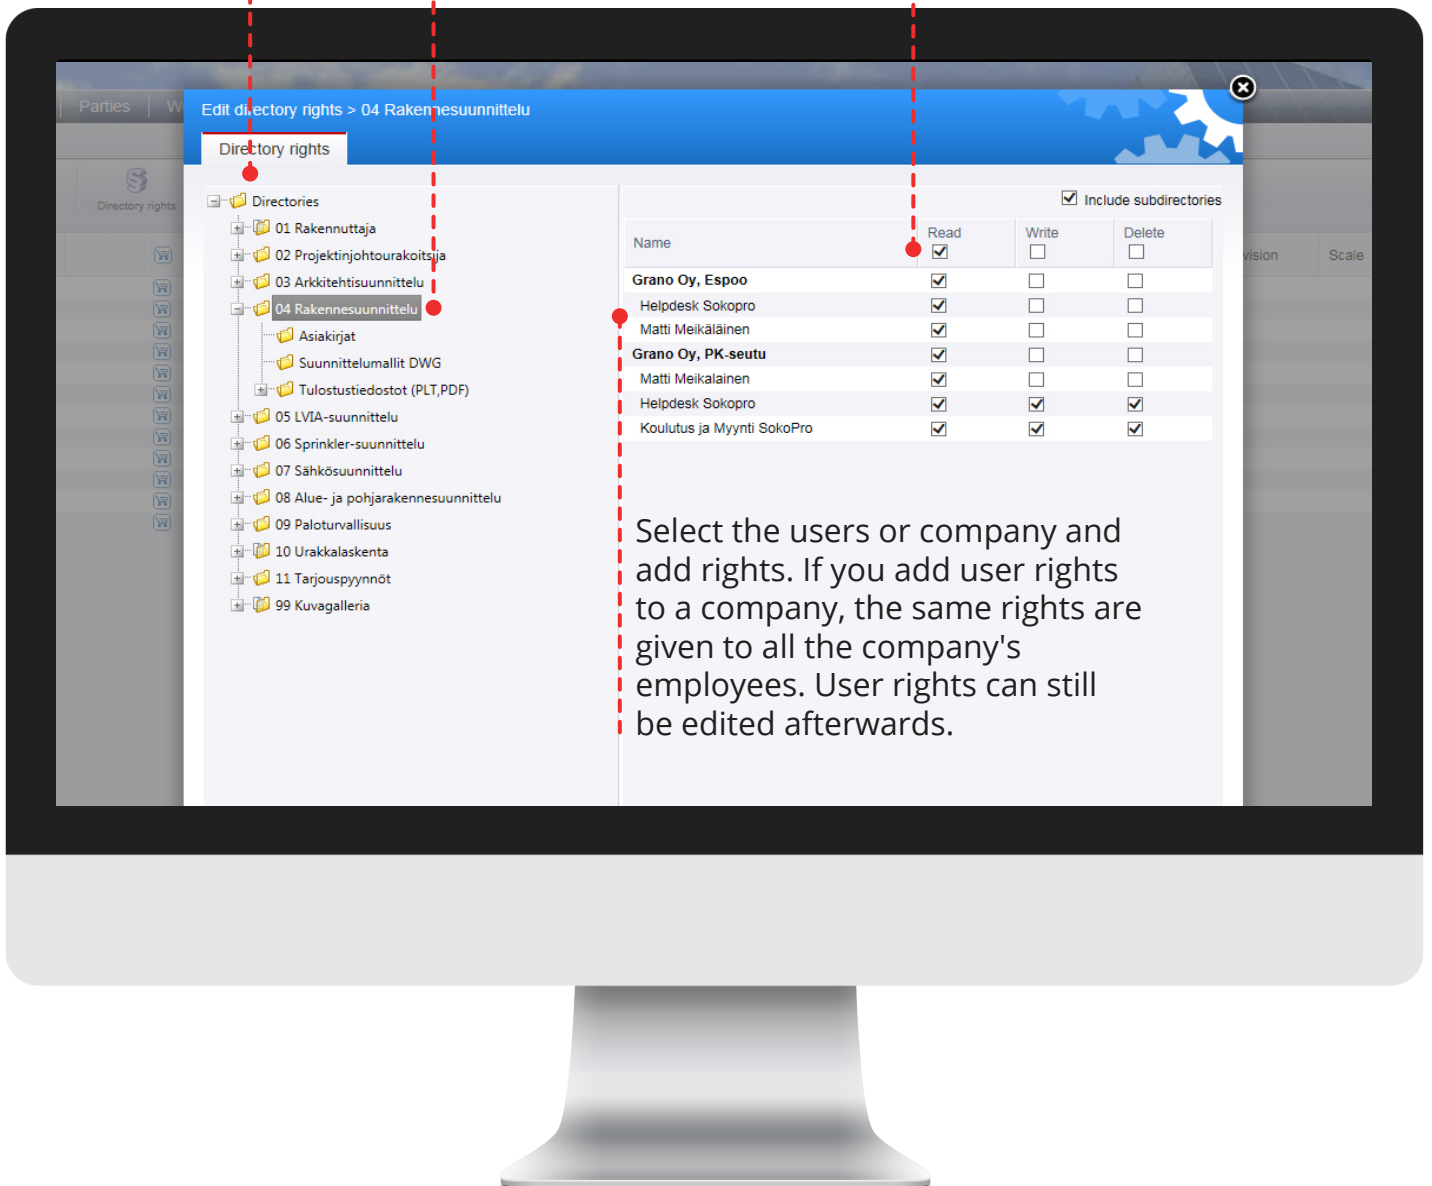 Parties
Edit directory rights > 04 Rakennesuunnittelu
Directory rights
Directory rights
Directories
01 Rakennuttaja
02 Projektinjohtourakoitsija
03 Arkkitehtisuunnittelu
04 Rakennesuunnittelu
Asiakirjat
Suunnittelumallit DWG
Tulostustiedostot (PLT,PDF)
05 LVIA-suunnittelu
06 Sprinkler-suunnittelu
07 Sähkösuunnittelu
08 Alue- ja pohjarakennesuunnittelu
09 Paloturvallisuus
10 Urakkalaskenta
11 Tarjouspyynnöt
99 Kuvagalleria
Include subdirectories
Name Read Write Delete
Grano Oy, Espoo
Helpdesk Sokopro
Matti Meikäläinen
Grano Oy, PK-seutu
Matti Meikalainen
Helpdesk Sokopro
Koulutus ja Myynti SokoPro
vision Scale
Select the users or company and
add rights. If you add user rights
to a company, the same rights are
given to all the company's
employees. User rights can still
be edited afterwards.